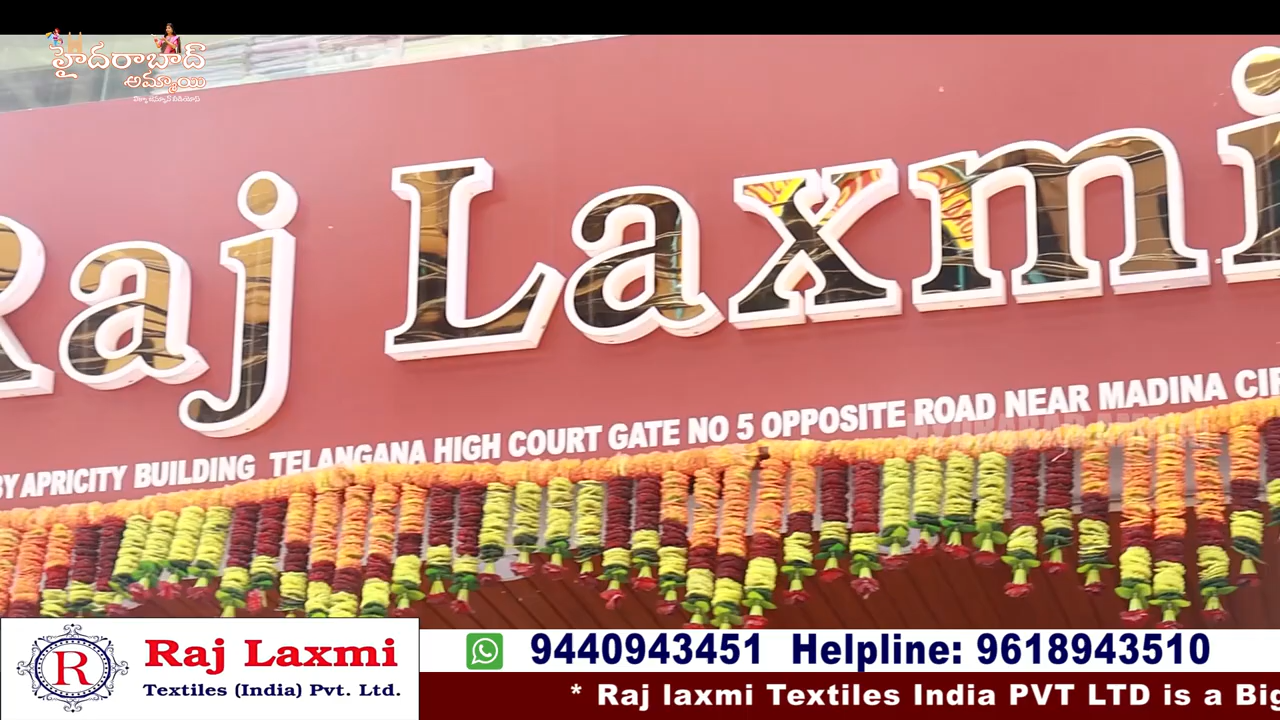 హైదరాబాద్
అమ్మాయి
Raj Laxmi
BY APRICITY BUILDING TELANGANA HIGH COURT GATE NO 5 OPPOSITE ROAD NEAR MADINA CIR
R
Raj Laxmi
Textiles (India) Pvt. Ltd.
9440943451 Helpline: 9618943510
* Raj laxmi Textiles India PVT LTD is a Big